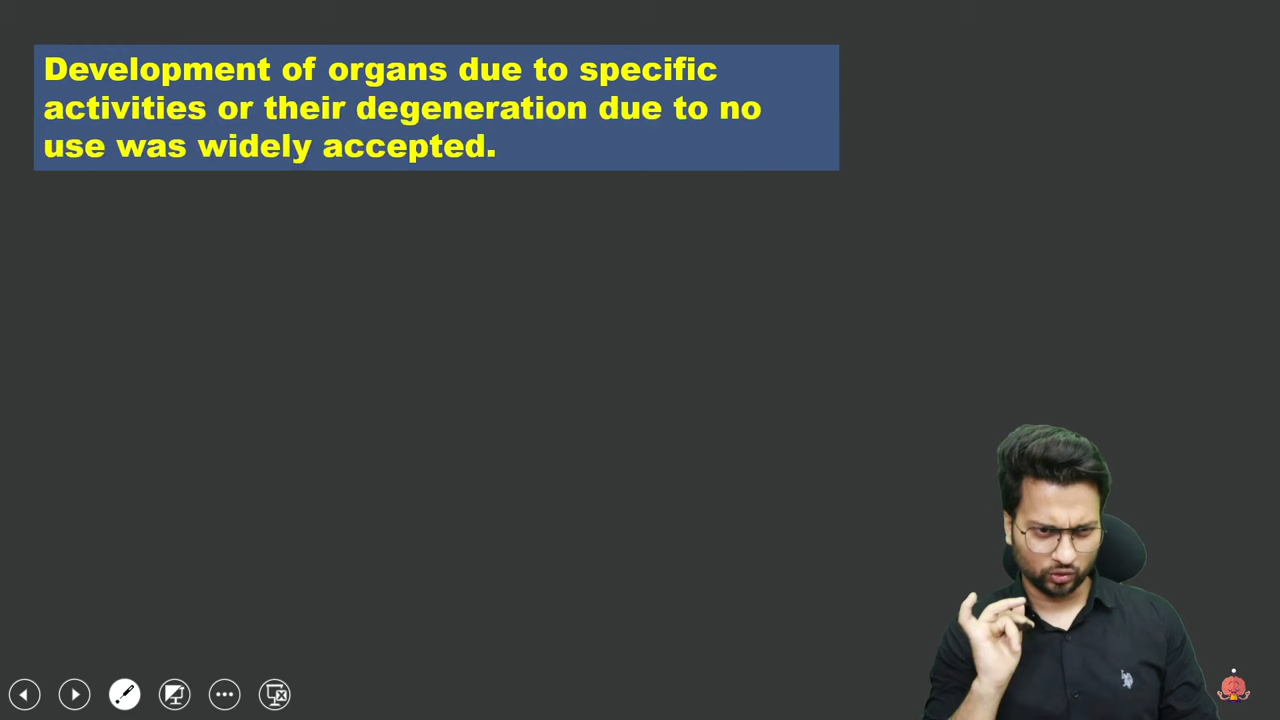 Development of organs due to specific
activities or their degeneration due to no
use was widely accepted.